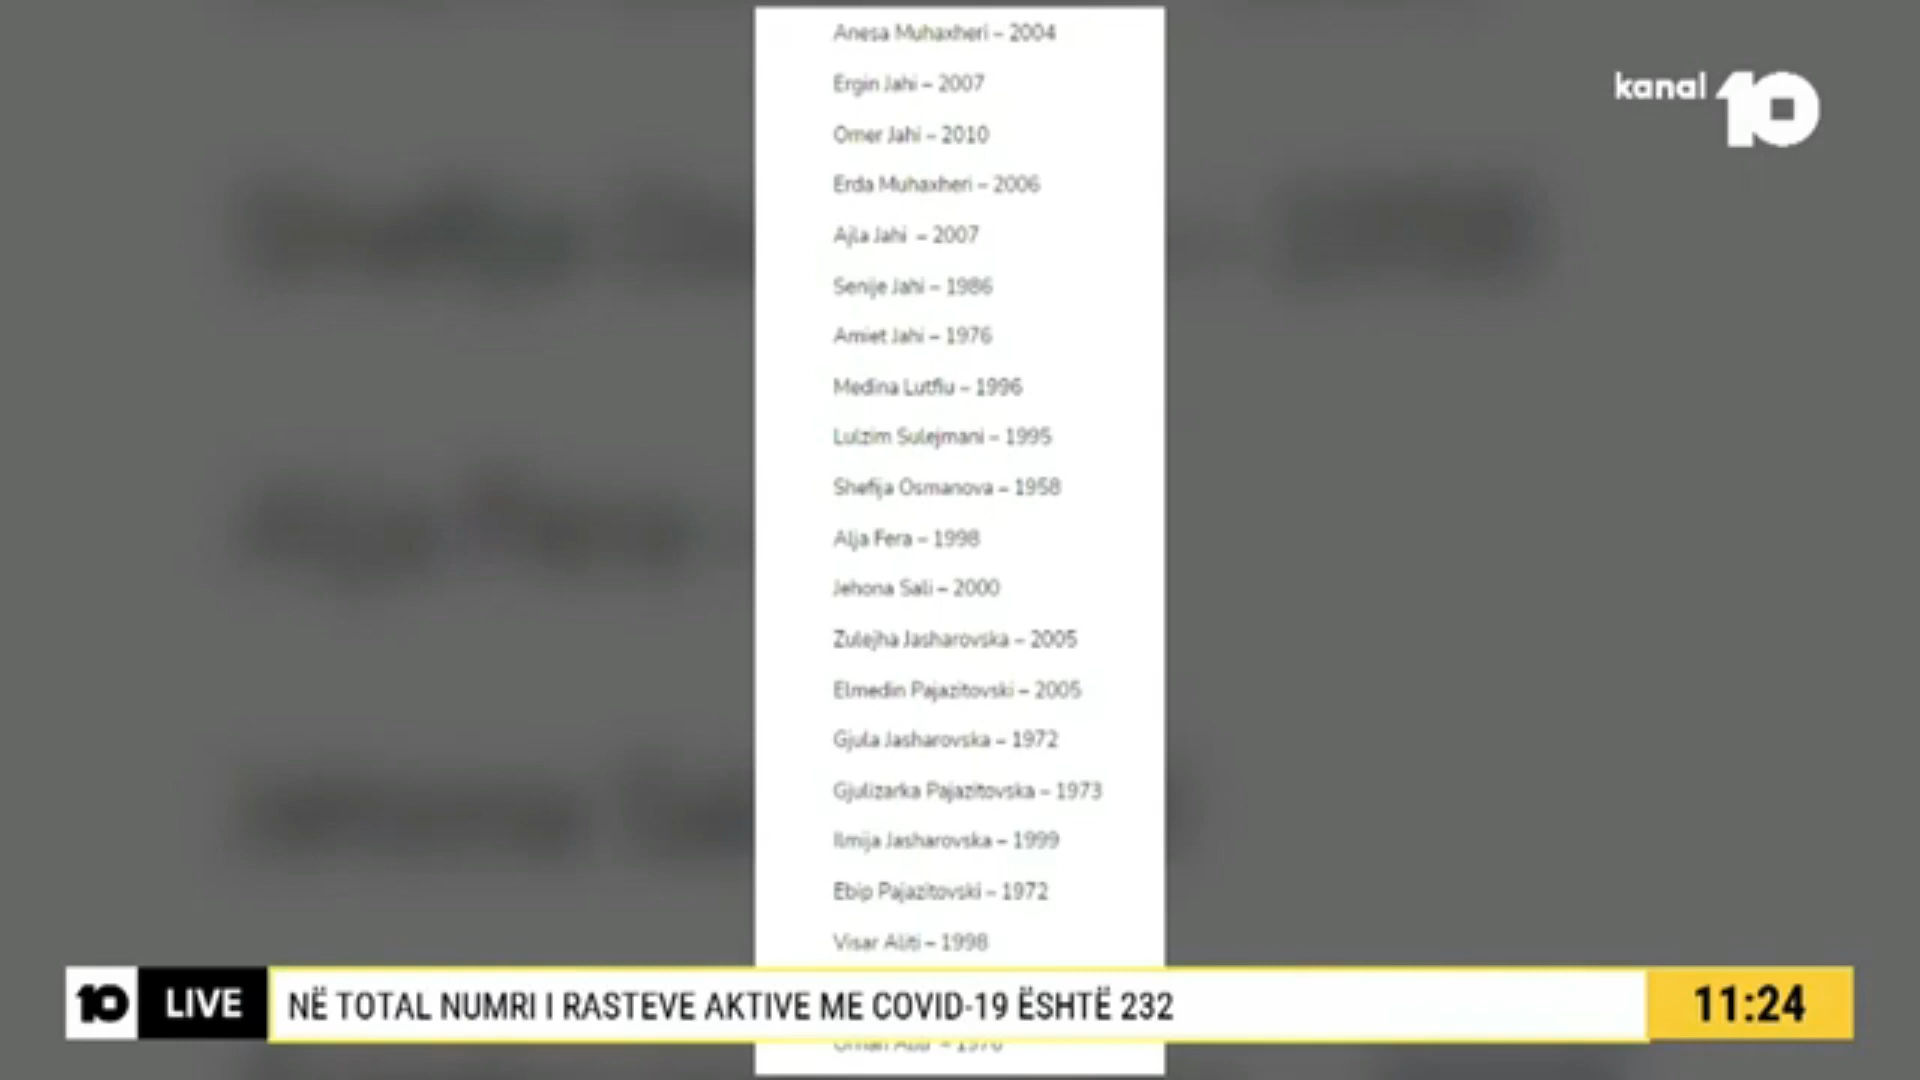 Anesa Muhaxheri – 2004
Ergin Jahi – 2007
Omer Jahi – 2010
Erda Muhaxheri – 2006
Ajla Jahi – 2007
Senije Jahi – 1986
Amiet Jahi – 1976
Medina Lutfiu – 1996
Lulzim Sulejmani – 1995
Shefija Osmanova – 1958
Alja Fera – 1998
Jehona Sali – 2000
Zulejha Jasharovska – 2005
Elmedin Pajazitovski – 2005
Gjula Jasharovska – 1972
Gjulizarka Pajazitovska – 1973
Ilmija Jasharovska – 1999
Ebip Pajazitovski – 1972
Visar Aliti – 1998
kanal 10
10 LIVE NË TOTAL NUMRI I RASTEVE AKTIVE ME COVID-19 ËSHTË 232 11:24